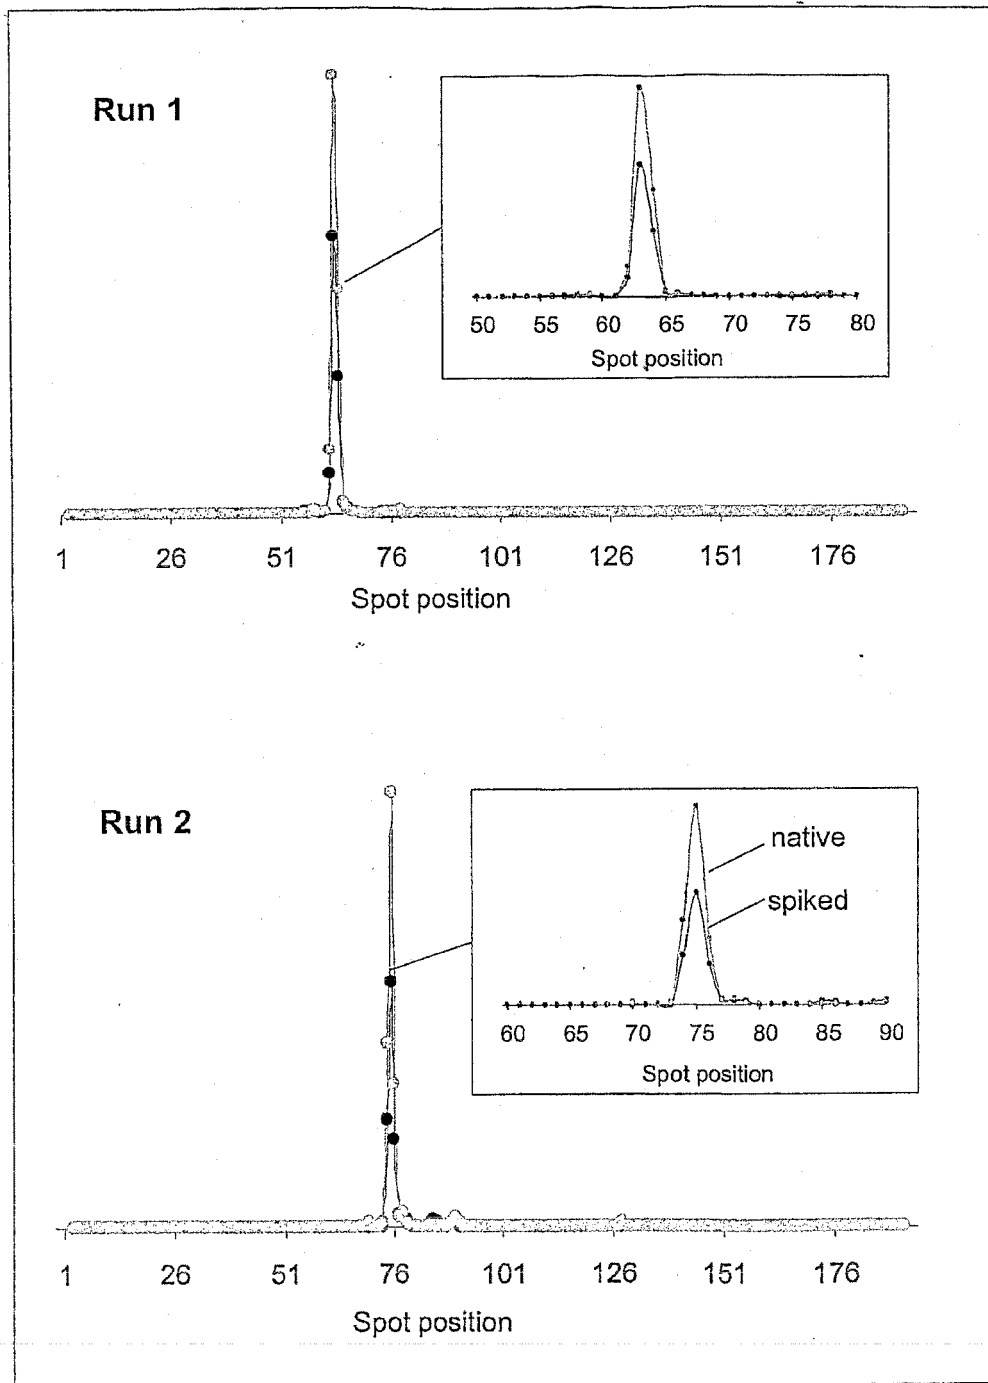 Run 1
50 55 60 65 70 75 80
Spot position
1 26 51 76 101 126 151 176
Spot position
Run 2
native
spiked
60 65 70 75 80 85 90
Spot position
1 26 51 76 101 126 151 176
Spot position